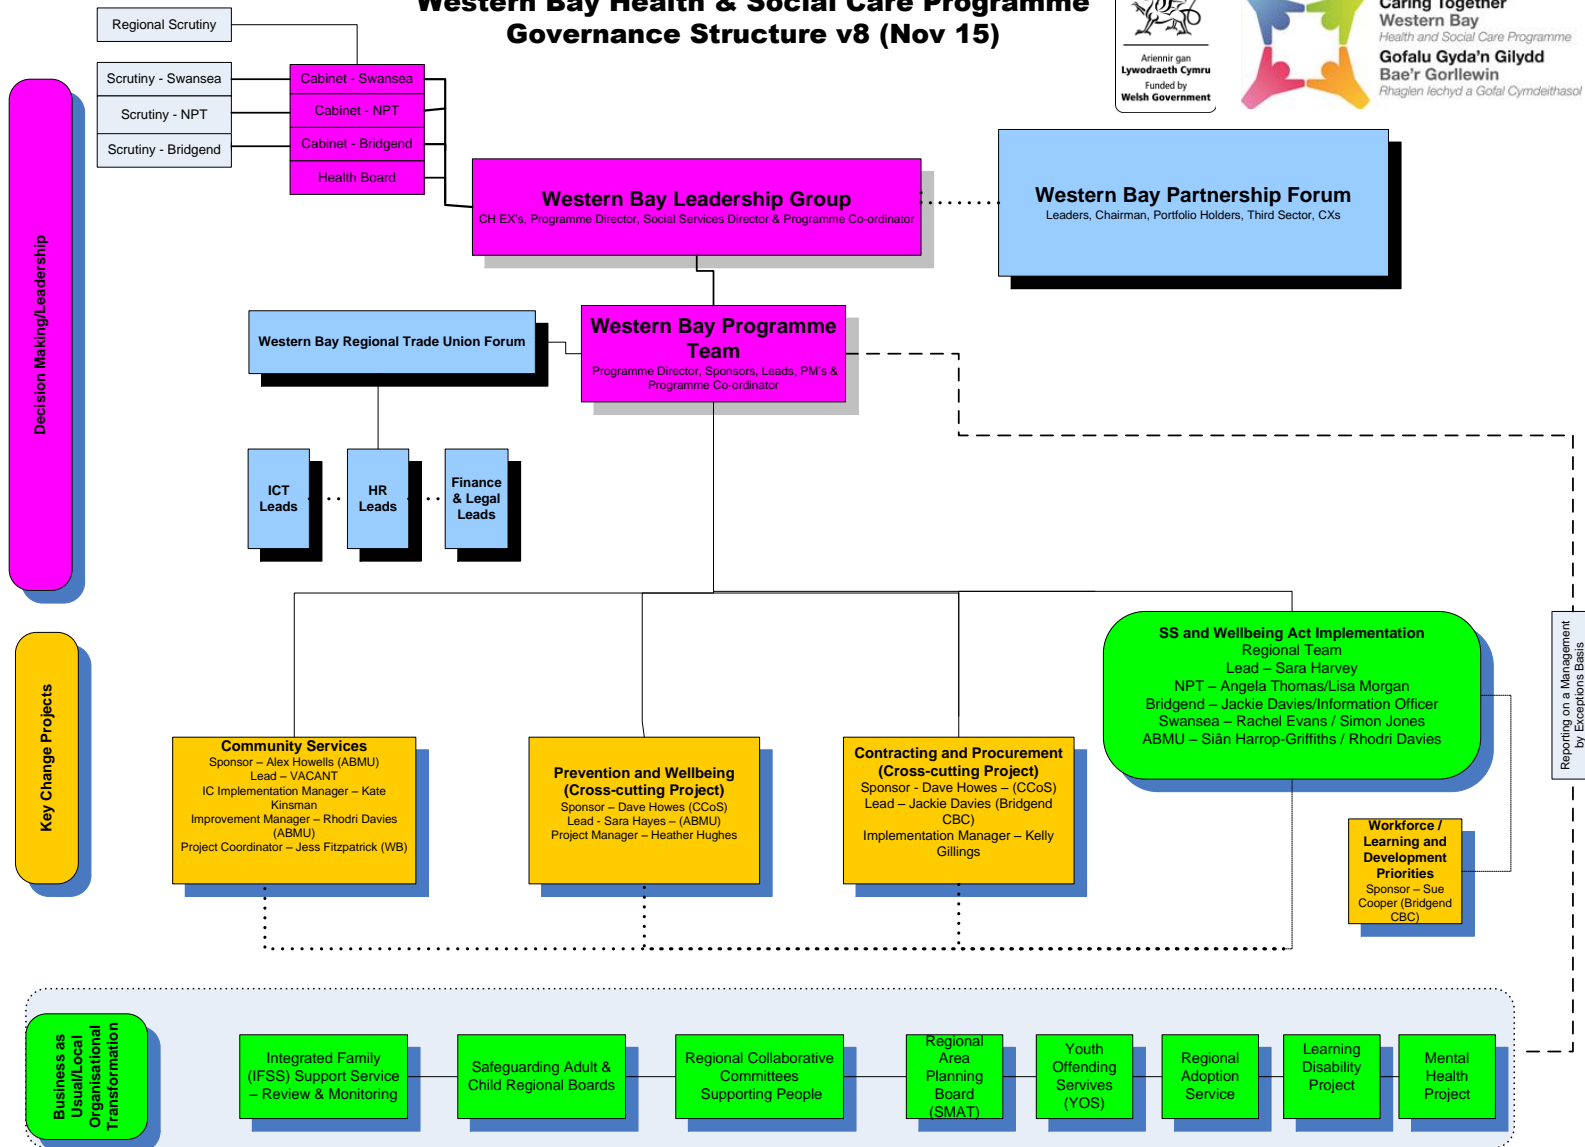 Western Bay Health & Social Care Programme
Governance Structure v8 (Nov 15)
Ariennir gan
Lywodraeth Cymru
Funded by
Welsh Government
Caring Together
Western Bay
Health and Social Care Programme
Gofalu Gyda'n Gilydd
Bae'r Gorllewin
Rhaglen Iechyd a Gofal Cymdeithasol
Regional Scrutiny
Scrutiny - Swansea
Scrutiny - NPT
Scrutiny - Bridgend
Cabinet - Swansea
Cabinet - NPT
Cabinet - Bridgend
Health Board
Decision Making/Leadership
Western Bay Leadership Group
CH EX's, Programme Director, Social Services Director & Programme Co-ordinator
Western Bay Partnership Forum
Leaders, Chairman, Portfolio Holders, Third Sector, CXs
Western Bay Regional Trade Union Forum
Western Bay Programme
Team
Programme Director, Sponsors, Leads, PM's &
Programme Co-ordinator
ICT
Leads
HR
Leads
Finance
& Legal
Leads
Reporting on a Management
by Exceptions Basis
Key Change Projects
SS and Wellbeing Act Implementation
Regional Team
Lead – Sara Harvey
NPT – Angela Thomas/Lisa Morgan
Bridgend – Jackie Davies/Information Officer
Swansea – Rachel Evans / Simon Jones
ABMU – Siân Harrop-Griffiths / Rhodri Davies
Community Services
Sponsor – Alex Howells (ABMU)
Lead – VACANT
IC Implementation Manager – Kate
Kinsman
Improvement Manager – Rhodri Davies
(ABMU)
Project Coordinator – Jess Fitzpatrick (WB)
Prevention and Wellbeing
(Cross-cutting Project)
Sponsor – Dave Howes (CCoS)
Lead - Sara Hayes – (ABMU)
Project Manager – Heather Hughes
Contracting and Procurement
(Cross-cutting Project)
Sponsor - Dave Howes – (CCoS)
Lead – Jackie Davies (Bridgend
CBC)
Implementation Manager – Kelly
Gillings
Workforce /
Learning and
Development
Priorities
Sponsor – Sue
Cooper (Bridgend
CBC)
Business as
Usual/Local
Organisational
Transformation
Integrated Family
(IFSS) Support Service
– Review & Monitoring
Safeguarding Adult &
Child Regional Boards
Regional Collaborative
Committees
Supporting People
Regional
Area
Planning
Board
(SMAT)
Youth
Offending
Servives
(YOS)
Regional
Adoption
Service
Learning
Disability
Project
Mental
Health
Project